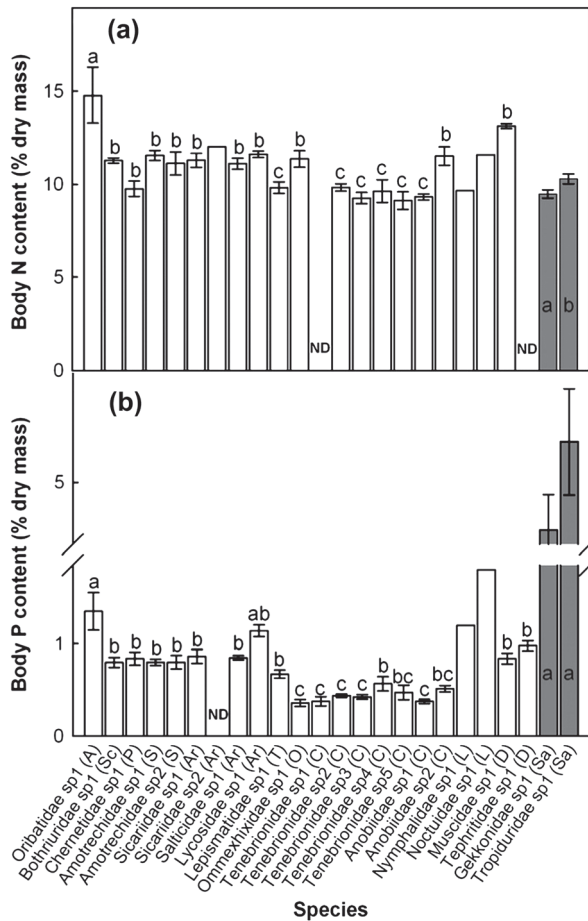 (a)
Body N content (% dry mass)
15
10
5
0
a b b b b b b b c b ND c c c c c b b ND a b
(b)
Body P content (% dry mass)
5
1
0
a b b b b b ND b ab b c c c c b bc c bc b b a a
Oribatidae sp1 (A)
Bothriuridae sp1 (Sc)
Chernetidae sp1 (P)
Amotrechidae sp1 (S)
Amotrechidae sp2 (S)
Sicariidae sp1 (Ar)
Sicariidae sp2 (Ar)
Salticidae sp1 (Ar)
Lycosidae sp1 (Ar)
Lepismatidae sp1 (T)
Ommexhixidae sp1 (O)
Tenebrionidae sp1 (C)
Tenebrionidae sp2 (C)
Tenebrionidae sp3 (C)
Tenebrionidae sp4 (C)
Tenebrionidae sp5 (C)
Anobiidae sp1 (C)
Anobiidae sp2 (C)
Nymphalidae sp1 (L)
Noctuidae sp1 (L)
Muscidae sp1 (D)
Tephritidae sp1 (D)
Gekkonidae sp1 (Sa)
Tropiduridae sp1 (Sa)
Species